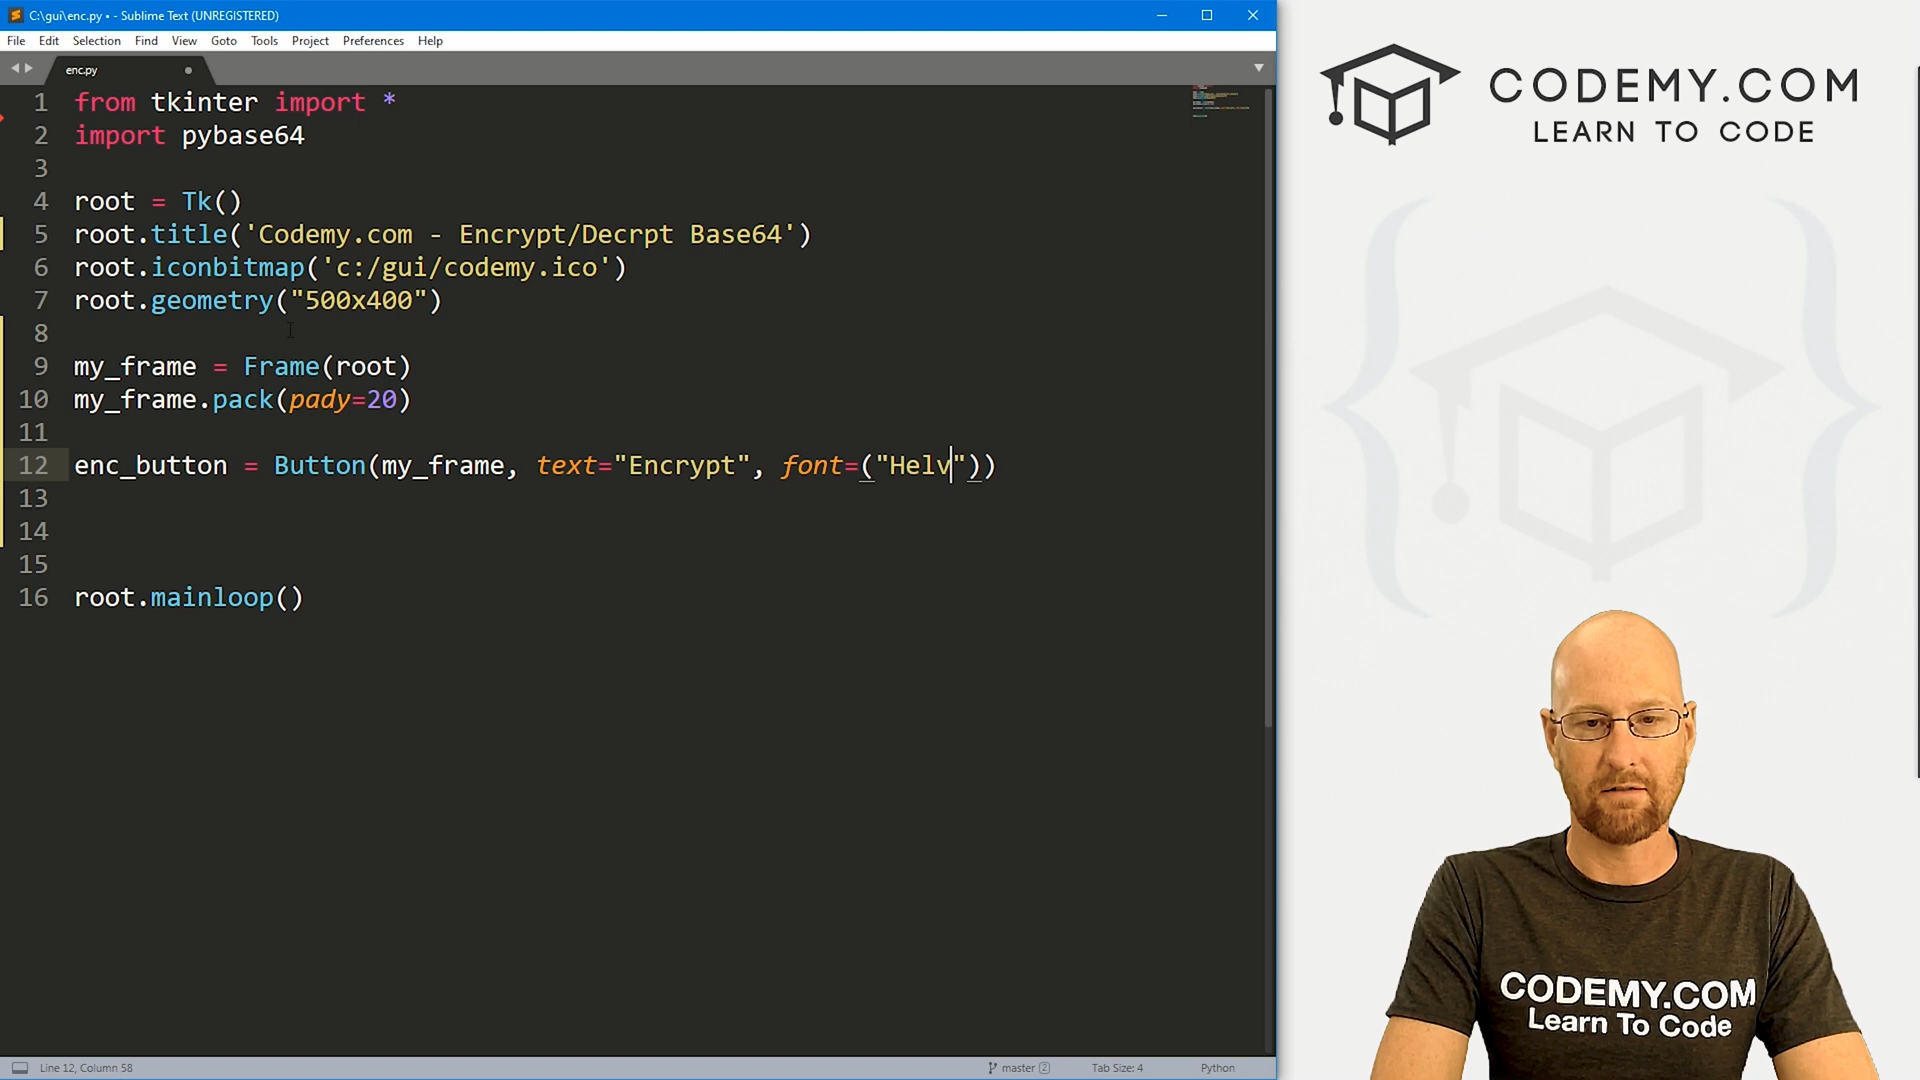 C:\gui\enc.py • - Sublime Text (UNREGISTERED)
File Edit Selection Find View Goto Tools Project Preferences Help
enc.py
1 from tkinter import *
2 import pybase64
3
4 root = Tk()
5 root.title('Codemy.com - Encrypt/Decrpt Base64')
6 root.iconbitmap('c:/gui/codemy.ico')
7 root.geometry("500x400")
8
9 my_frame = Frame(root)
10 my_frame.pack(pady=20)
11
12 enc_button = Button(my_frame, text="Encrypt", font=("Helv"))
13
14
15
16 root.mainloop()
Line 12, Column 58
master 2
Tab Size: 4
Python
CODEMY.COM
LEARN TO CODE
CODEMY.COM
Learn To Code